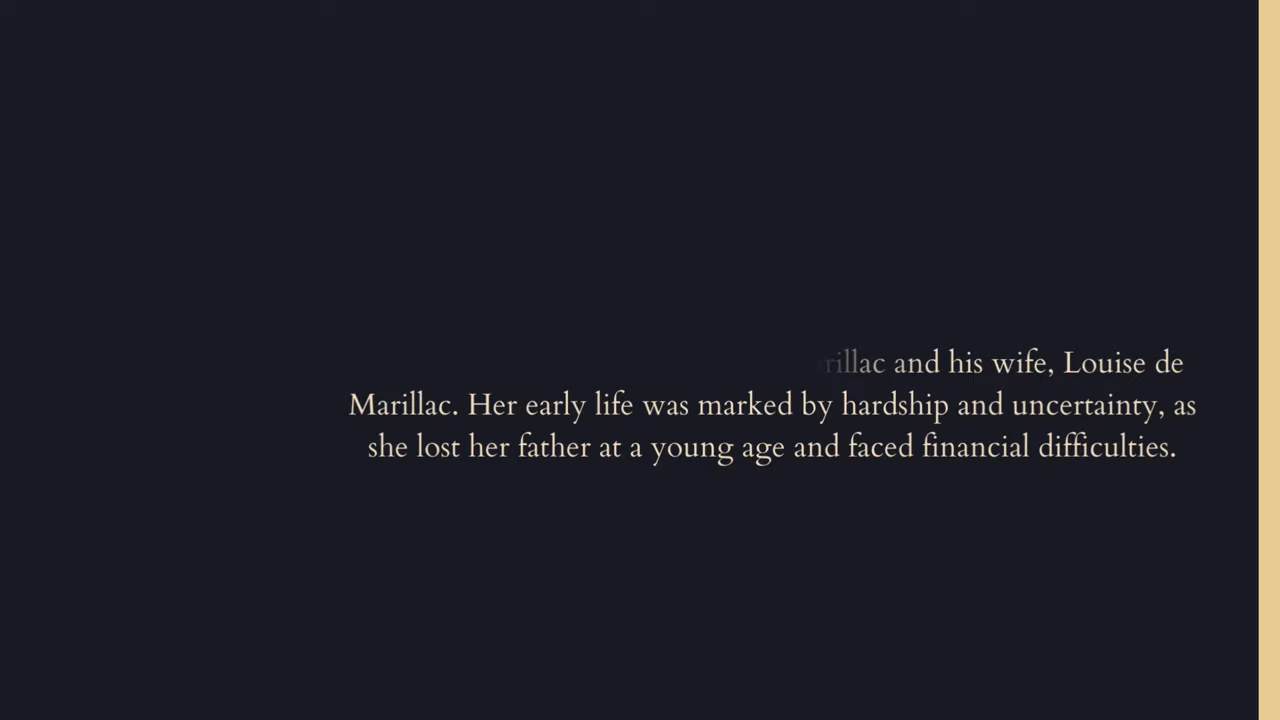 and his wife, Louise de
Marillac. Her early life was marked by hardship and uncertainty, as
she lost her father at a young age and faced financial difficulties.